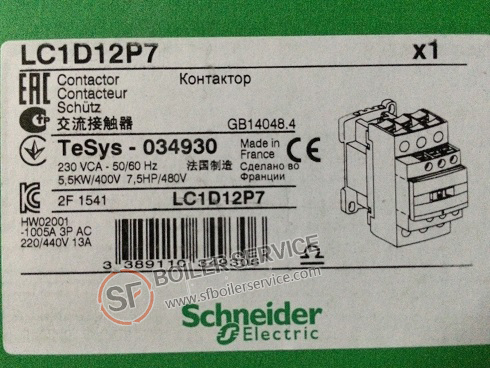 LC1D12P7 x1
EAC Contactor Контактор
Contacteur
Schütz
交流接触器 GB14048.4
TeSys - 034930 Made in France CE
230 VCA - 50/60 Hz 法国制造 Сделано во Франции
5,5KW/400V 7,5HP/480V
2F 1541 LC1D12P7
HW02001
-1005A 3P AC
220/440V 13A
3 389110 349306
SF BOILER SERVICE
www.sfboilerservice.com
Schneider
Electric